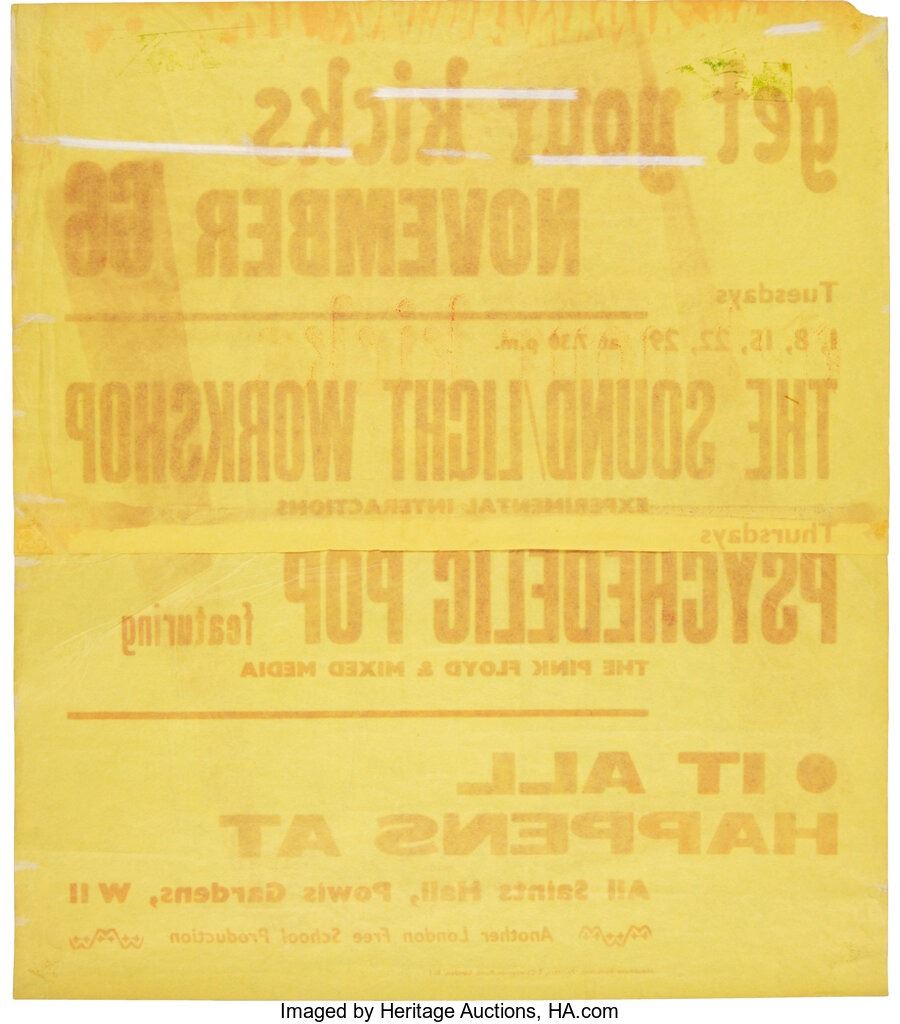 get your kicks
NOVEMBER 66
Tuesdays
1, 8, 15, 22, 29, at 7.30 p.m.
THE SOUND/LIGHT WORKSHOP
EXPERIMENTAL INTERACTIONS
Thursdays
PSYCHEDELIC POP featuring
THE PINK FLOYD & MIXED MEDIA
• IT ALL
HAPPENS AT
All Saints Hall, Powis Gardens, W 11
Another London Free School Production
Imaged by Heritage Auctions, HA.com